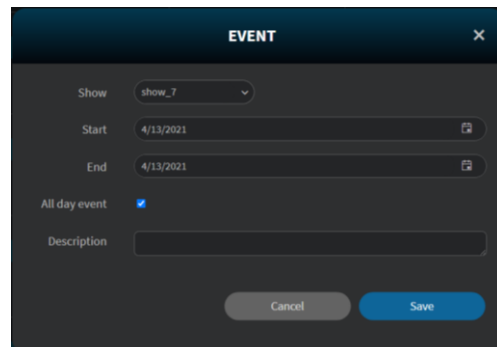 EVENT
Show show_7
Start 4/13/2021
End 4/13/2021
All day event
Description
Cancel Save